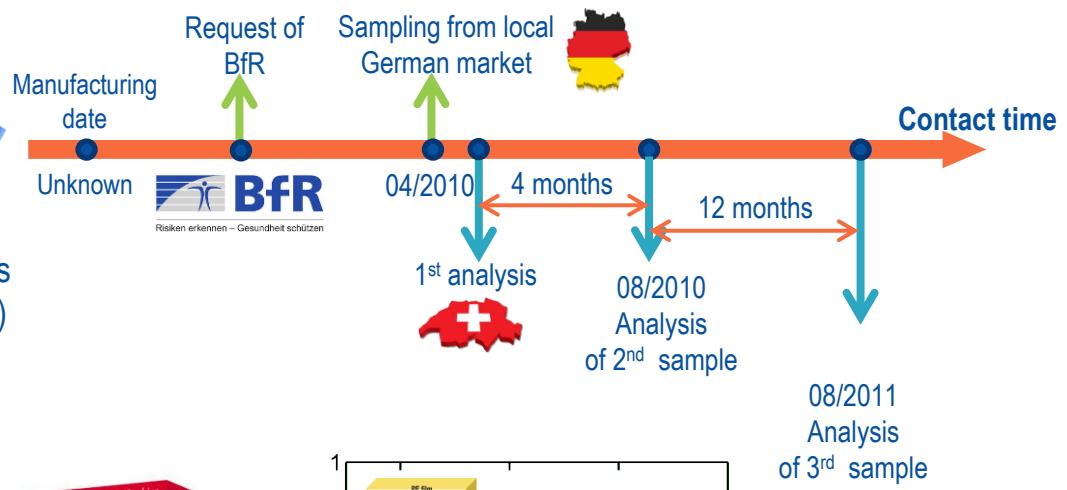 Request of
BfR
Sampling from local
German market
Manufacturing
date
Contact time
Unknown
BfR
Risiken erkennen – Gesundheit schützen
04/2010
4 months
12 months
1st analysis
08/2010
Analysis
of 2nd sample
08/2011
Analysis
of 3rd sample
s
)
1
PE film